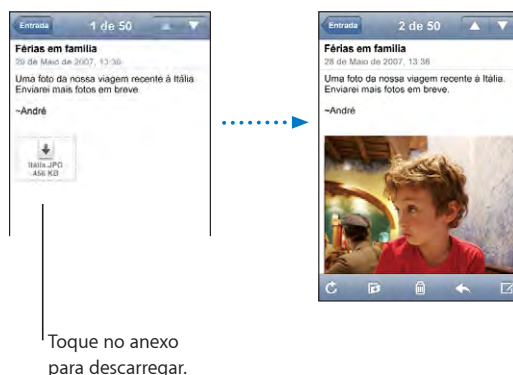 Entrada 1 de 50
Férias em família
29 de Maio de 2007, 13:36
Uma foto da nossa viagem recente à Itália
Enviarei mais fotos em breve
~André
Itália.JPG
456 KB
Toque no anexo
para descarregar.
Entrada 2 de 50
Férias em família
28 de Maio de 2007, 13:36
Uma foto da nossa viagem recente à Itália.
Enviarei mais fotos em breve.
~André